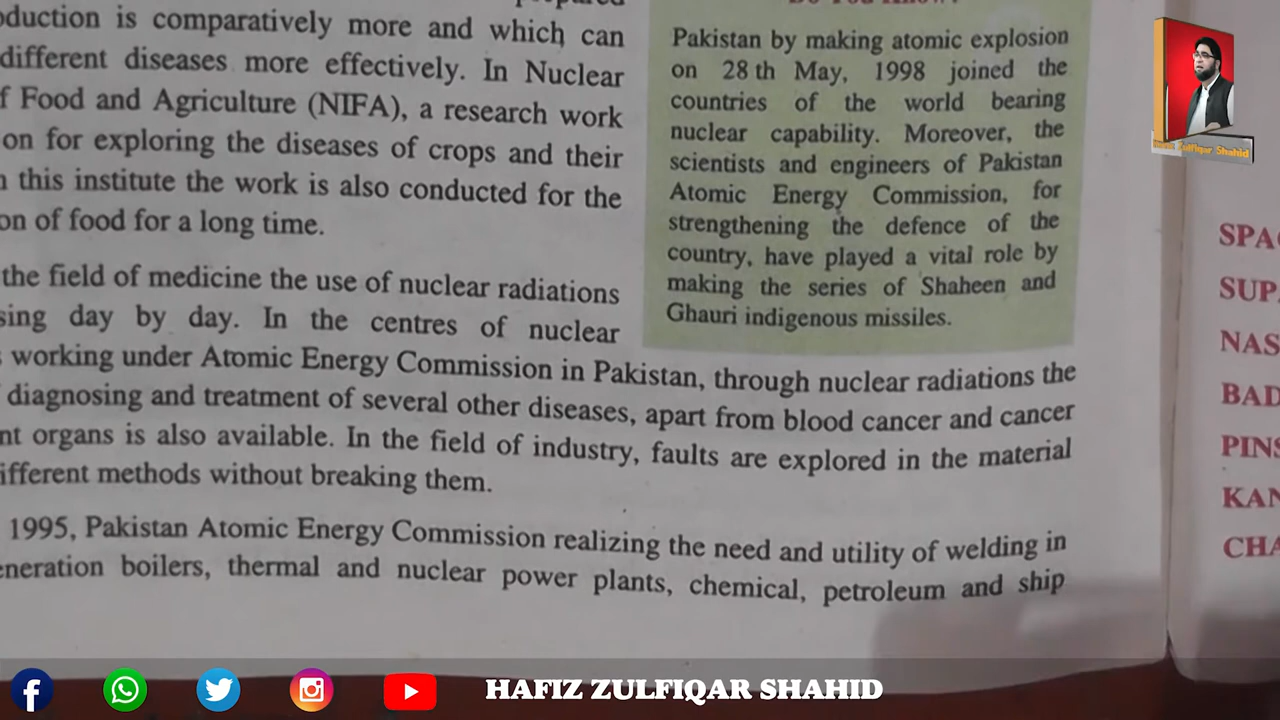 oduction is comparatively more and which can
different diseases more effectively. In Nuclear
f Food and Agriculture (NIFA), a research work
on for exploring the diseases of crops and their
this institute the work is also conducted for the
on of food for a long time.
the field of medicine the use of nuclear radiations
sing day by day. In the centres of nuclear
working under Atomic Energy Commission in Pakistan, through nuclear radiations the
diagnosing and treatment of several other diseases, apart from blood cancer and cancer
nt organs is also available. In the field of industry, faults are explored in the material
ifferent methods without breaking them.
1995, Pakistan Atomic Energy Commission realizing the need and utility of welding in
eneration boilers, thermal and nuclear power plants, chemical, petroleum and ship
Pakistan by making atomic explosion
on 28th May, 1998 joined the
countries of the world bearing
nuclear capability. Moreover, the
scientists and engineers of Pakistan
Atomic Energy Commission, for
strengthening the defence of the
country, have played a vital role by
making the series of Shaheen and
Ghauri indigenous missiles.
Zulfiqar Shahid
SPA
SUP
NAS
BAD
PINS
KAN
CHA
HAFIZ ZULFIQAR SHAHID